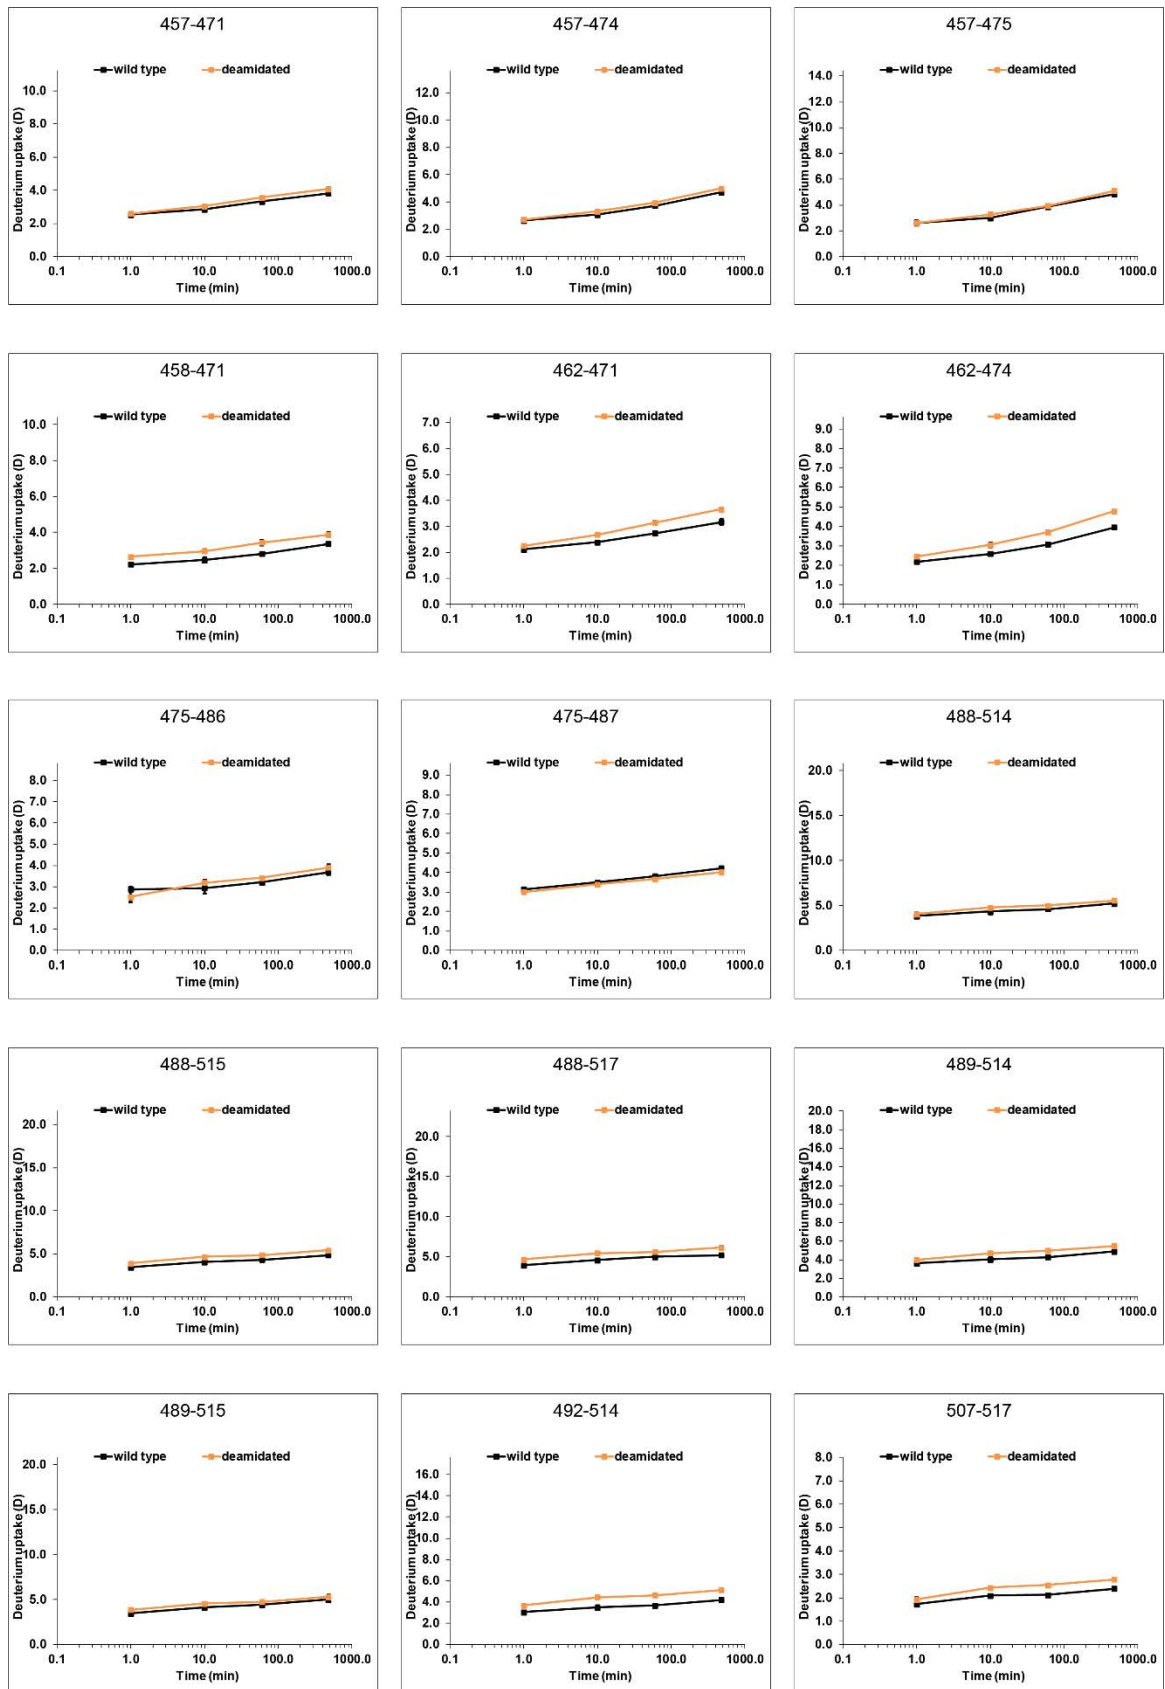 457-471
wild type deamidated
Deuterium uptake (D)
10.0
8.0
6.0
4.0
2.0
0.0
0.1 1.0 10.0 100.0 1000.0
Time (min)
457-474
wild type deamidated
Deuterium uptake (D)
12.0
10.0
8.0
6.0
4.0
2.0
0.0
0.1 1.0 10.0 100.0 1000.0
Time (min)
457-475
wild type deamidated
Deuterium uptake (D)
14.0
12.0
10.0
8.0
6.0
4.0
2.0
0.0
0.1 1.0 10.0 100.0 1000.0
Time (min)
458-471
wild type deamidated
Deuterium uptake (D)
10.0
8.0
6.0
4.0
2.0
0.0
0.1 1.0 10.0 100.0 1000.0
Time (min)
462-471
wild type deamidated
Deuterium uptake (D)
7.0
6.0
5.0
4.0
3.0
2.0
1.0
0.0
0.1 1.0 10.0 100.0 1000.0
Time (min)
462-474
wild type deamidated
Deuterium uptake (D)
9.0
8.0
7.0
6.0
5.0
4.0
3.0
2.0
1.0
0.0
0.1 1.0 10.0 100.0 1000.0
Time (min)
475-486
wild type deamidated
Deuterium uptake (D)
8.0
7.0
6.0
5.0
4.0
3.0
2.0
1.0
0.0
0.1 1.0 10.0 100.0 1000.0
Time (min)
475-487
wild type deamidated
Deuterium uptake (D)
9.0
8.0
7.0
6.0
5.0
4.0
3.0
2.0
1.0
0.0
0.1 1.0 10.0 100.0 1000.0
Time (min)
488-514
wild type deamidated
Deuterium uptake (D)
20.0
15.0
10.0
5.0
0.0
0.1 1.0 10.0 100.0 1000.0
Time (min)
488-515
wild type deamidated
Deuterium uptake (D)
20.0
15.0
10.0
5.0
0.0
0.1 1.0 10.0 100.0 1000.0
Time (min)
488-517
wild type deamidated
Deuterium uptake (D)
20.0
15.0
10.0
5.0
0.0
0.1 1.0 10.0 100.0 1000.0
Time (min)
489-514
wild type deamidated
Deuterium uptake (D)
20.0
18.0
16.0
14.0
12.0
10.0
8.0
6.0
4.0
2.0
0.0
0.1 1.0 10.0 100.0 1000.0
Time (min)
489-515
wild type deamidated
Deuterium uptake (D)
20.0
15.0
10.0
5.0
0.0
0.1 1.0 10.0 100.0 1000.0
Time (min)
492-514
wild type deamidated
Deuterium uptake (D)
16.0
14.0
12.0
10.0
8.0
6.0
4.0
2.0
0.0
0.1 1.0 10.0 100.0 1000.0
Time (min)
507-517
wild type deamidated
Deuterium uptake (D)
8.0
7.0
6.0
5.0
4.0
3.0
2.0
1.0
0.0
0.1 1.0 10.0 100.0 1000.0
Time (min)